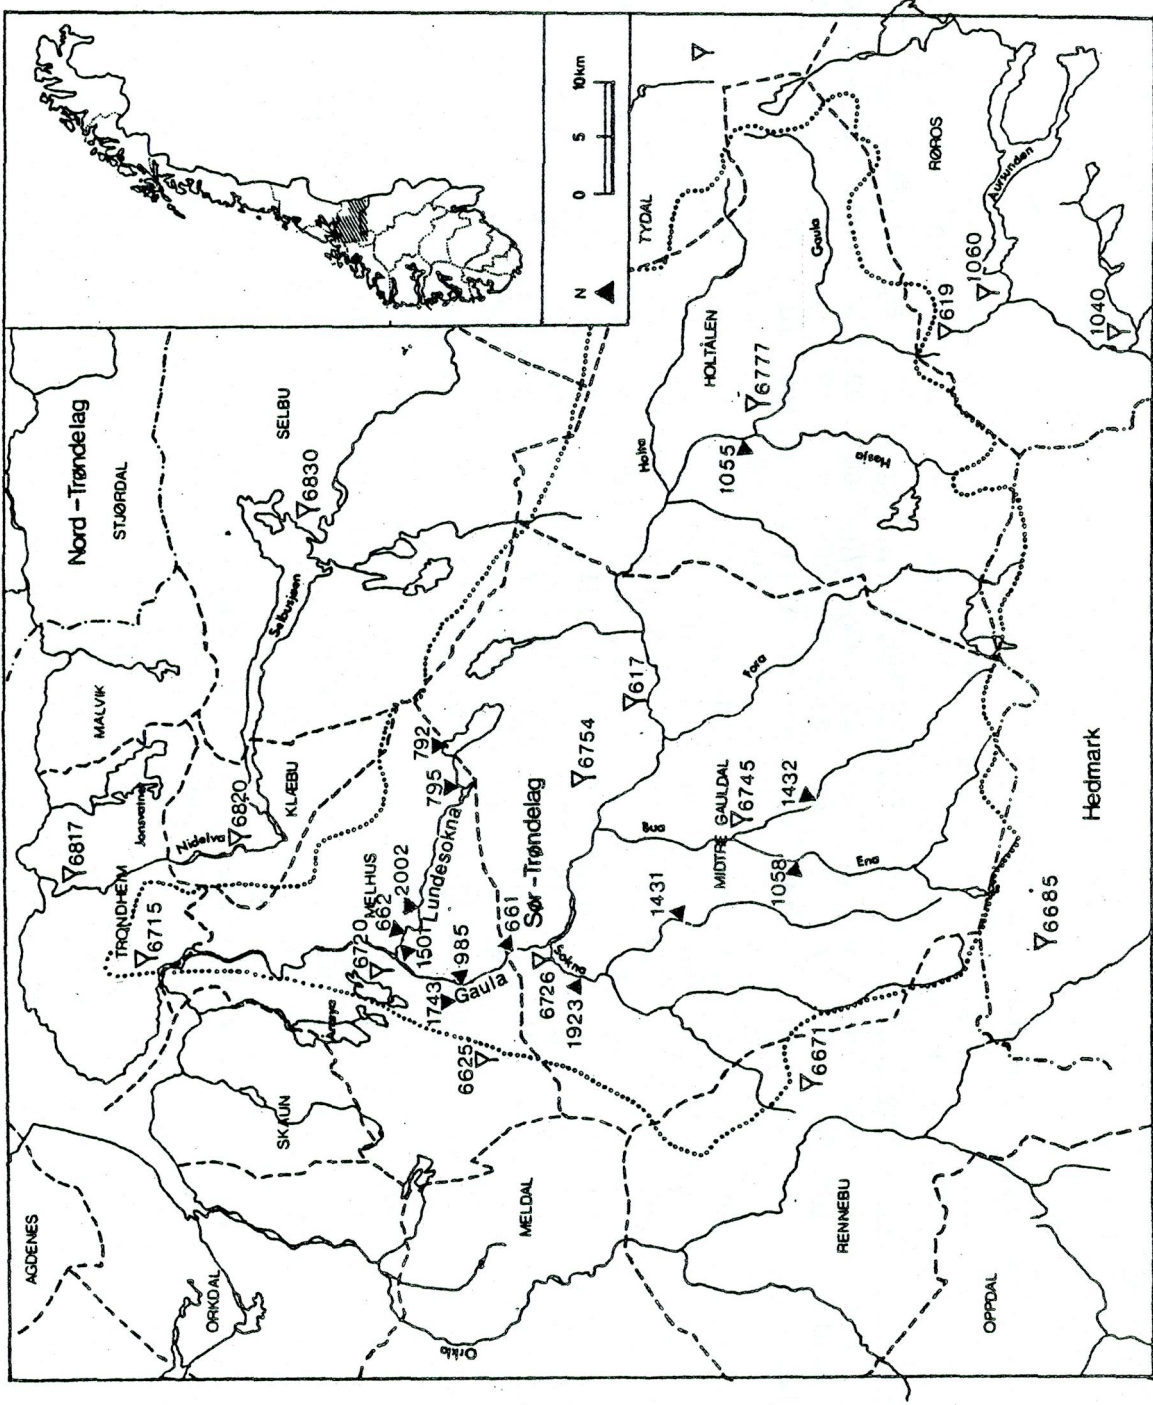 Nord-Trøndelag
STJØRDAL
SELBU
6830
Selbusjøen
MALVIK
Jonsvatnet
6817
Nidelva
6820
KLÆBU
TRONDHEIM
6715
MELHUS
662
2002
Lundesokna
795
792
1501
6720
985
1743
Gaula
661
Sør-Trøndelag
6625
Ånøya
SKAUN
AGDENES
ORKDAL
Orkla
MELDAL
RENNEBU
OPPDAL
6671
6685
Hedmark
6726
Sokna
1923
1431
1058
Ena
Bua
MIDTRE GAULDAL
6745
1432
6754
617
Fora
Holta
HOLTÅLEN
1055
6777
Hesja
Gaula
TYDAL
RØROS
Aursunden
619
1060
1040
N
0 5 10km